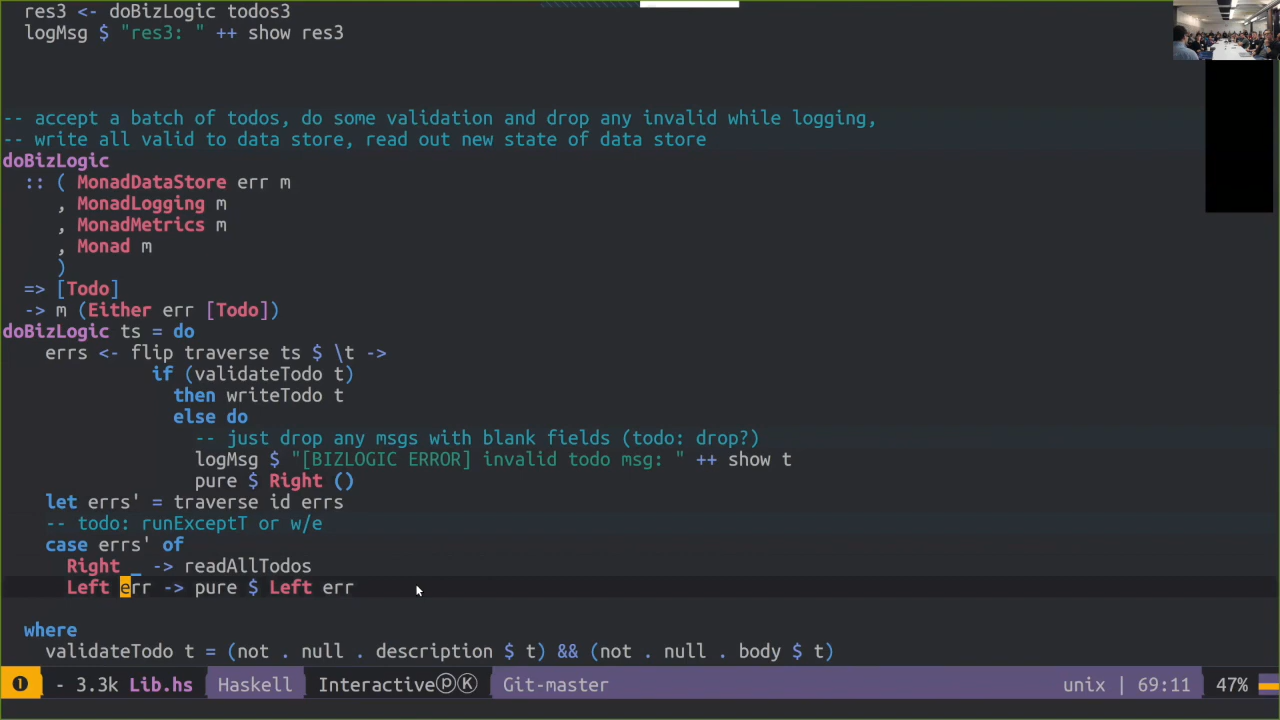 res3 <- doBizLogic todos3
logMsg $ "res3: " ++ show res3
-- accept a batch of todos, do some validation and drop any invalid while logging,
-- write all valid to data store, read out new state of data store
doBizLogic
:: ( MonadDataStore err m
, MonadLogging m
, MonadMetrics m
, Monad m
)
=> [Todo]
-> m (Either err [Todo])
doBizLogic ts = do
errs <- flip traverse ts $ \t ->
if (validateTodo t)
then writeTodo t
else do
-- just drop any msgs with blank fields (todo: drop?)
logMsg $ "[BIZLOGIC ERROR] invalid todo msg: " ++ show t
pure $ Right ()
let errs' = traverse id errs
-- todo: runExceptT or w/e
case errs' of
Right _ -> readAllTodos
Left err -> pure $ Left err
where
validateTodo t = (not . null . description $ t) && (not . null . body $ t)
❶ - 3.3k Lib.hs Haskell InteractiveⓟⓀ Git-master unix | 69:11 47%